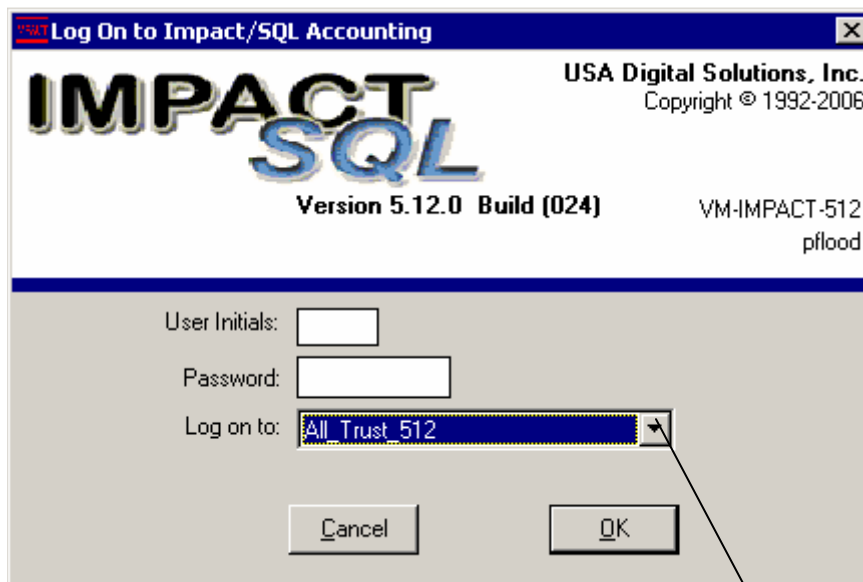 Log On to Impact/SQL Accounting
IMPACT
SQL
USA Digital Solutions, Inc.
Copyright © 1992-2006
Version 5.12.0 Build (024)
VM-IMPACT-512
pflood
User Initials:
Password:
Log on to: All_Trust_512
Cancel OK